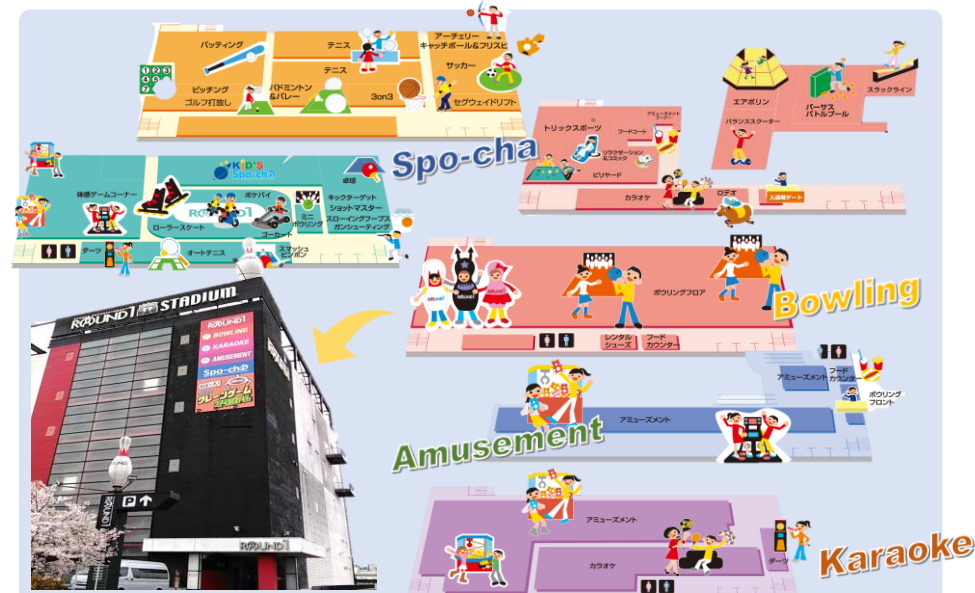 バッティング
テニス
アーチェリー
キャッチボール&フリスビ
テニス
サッカー
1 2 3
4 5
7
ピッチング
ゴルフ打放し
バドミントン
&バレー
3on3
セグウェイドリフト
Spo-cha
トリックスポーツ
フードコート
アミューズメント
コーナー
リラクゼーション
&コミック
ビリヤード
カラオケ
ロデオ
エアポリン
バランススクーター
バーサス
バトルプール
スラックライン
入退場ゲート
KiD'S
Spo-cha
体感ゲームコーナー
卓球
ポケバイ
ROUND1
ローラースケート
ゴーカート
ミニ
ボウリング
キックターゲット
ショットマスター
スローイングフープス
ガンシューティング
ダーツ
オートテニス
スマッシュ
ピンポン
ボウリングフロア
レンタル
シューズ
フード
カウンター
Bowling
アミューズメント
フード
カウンター
ボウリング
フロント
アミューズメント
Amusement
アミューズメント
カラオケ
ダーツ
Karaoke
ROUND1 STADIUM
ROUND1
BOWLING
KARAOKE
AMUSEMENT
Spo-cha
クレーンゲーム
ROUND1
P
ROUND1